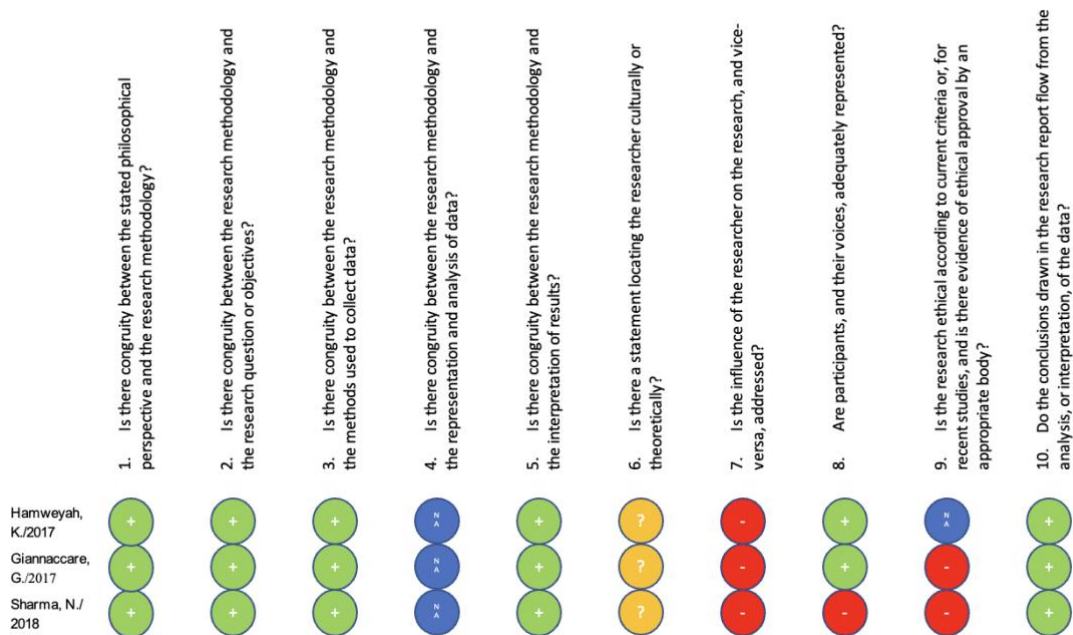 1. Is there congruity between the stated philosophical
perspective and the research methodology?
2. Is there congruity between the research methodology and
the research question or objectives?
3. Is there congruity between the research methodology and
the methods used to collect data?
4. Is there congruity between the research methodology and
the representation and analysis of data?
5. Is there congruity between the research methodology and
the interpretation of results?
6. Is there a statement locating the researcher culturally or
theoretically?
7. Is the influence of the researcher on the research, and vice-
versa, addressed?
8. Are participants, and their voices, adequately represented?
9. Is the research ethical according to current criteria or, for
recent studies, and is there evidence of ethical approval by an
appropriate body?
10. Do the conclusions drawn in the research report flow from the
analysis, or interpretation, of the data?
Hamweyah,
K./2017
+ + + NA + ? - + NA +
Giannaccare,
G./2017
+ + + NA + ? - + - +
Sharma, N./
2018
+ + + NA + ? - - - +